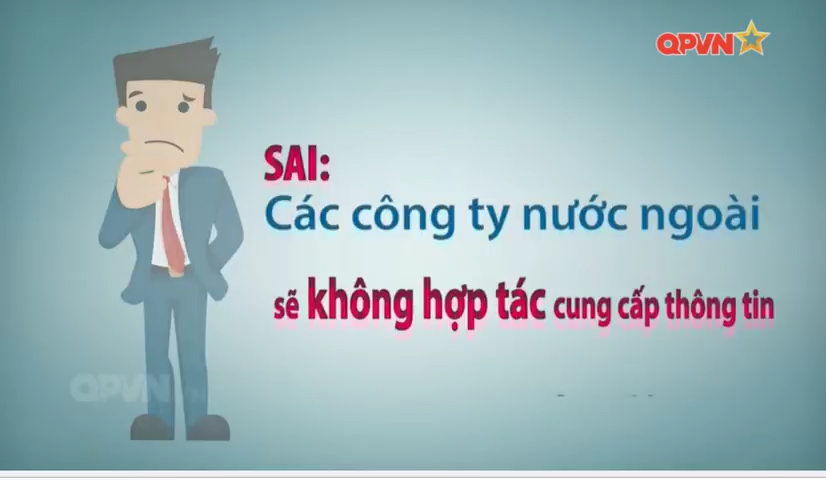 QPVN
SAI:
Các công ty nước ngoài
sẽ không hợp tác cung cấp thông tin
QPVN